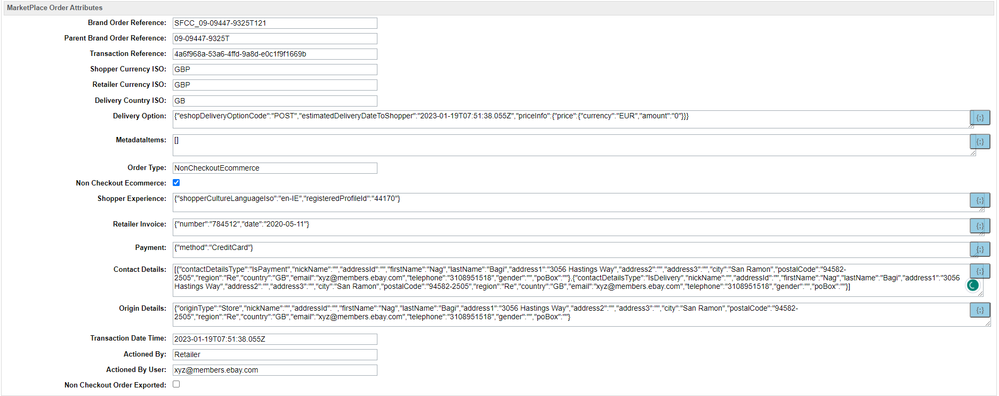 MarketPlace Order Attributes
Brand Order Reference: SFCC_09-09447-9325T121
Parent Brand Order Reference: 09-09447-9325T
Transaction Reference: 4a6f968a-53a6-4ffd-9a8d-e0c1f9f1669b
Shopper Currency ISO: GBP
Retailer Currency ISO: GBP
Delivery Country ISO: GB
Delivery Option: {"eshopDeliveryOptionCode":"POST","estimatedDeliveryDateToShopper":"2023-01-19T07:51:38.055Z","priceInfo":{"price":{"currency":"EUR","amount":"0"}}} {;}
MetadataItems: [] {;}
Order Type: NonCheckoutEcommerce
Non Checkout Ecommerce:
Shopper Experience: {"shopperCultureLanguageIso":"en-IE","registeredProfileId":"44170"} {;}
Retailer Invoice: {"number":"784512","date":"2020-05-11"} {;}
Payment: {"method":"CreditCard"} {;}
Contact Details: [{"contactDetailsType":"IsPayment","nickName":"","addressId":"","firstName":"Nag","lastName":"Bagi","address1":"3056 Hastings Way","address2":"","address3":"","city":"San Ramon","postalCode":"94582- {;}
2505","region":"Re","country":"GB","email":"xyz@members.ebay.com","telephone":"3108951518","gender":"","poBox":""},{"contactDetailsType":"IsDelivery","nickName":"","addressId":"","firstName":"Nag","lastName":"Bagi","address1":"3056
Hastings Way","address2":"","address3":"","city":"San Ramon","postalCode":"94582-2505","region":"Re","country":"GB","email":"xyz@members.ebay.com","telephone":"3108951518","gender":"","poBox":""}]
Origin Details: {"originType":"Store","nickName":"","addressId":"","firstName":"Nag","lastName":"Bagi","address1":"3056 Hastings Way","address2":"","address3":"","city":"San Ramon","postalCode":"94582- {;}
2505","region":"Re","country":"GB","email":"xyz@members.ebay.com","telephone":"3108951518","gender":"","poBox":""}
Transaction Date Time: 2023-01-19T07:51:38.055Z
Actioned By: Retailer
Actioned By User: xyz@members.ebay.com
Non Checkout Order Exported: